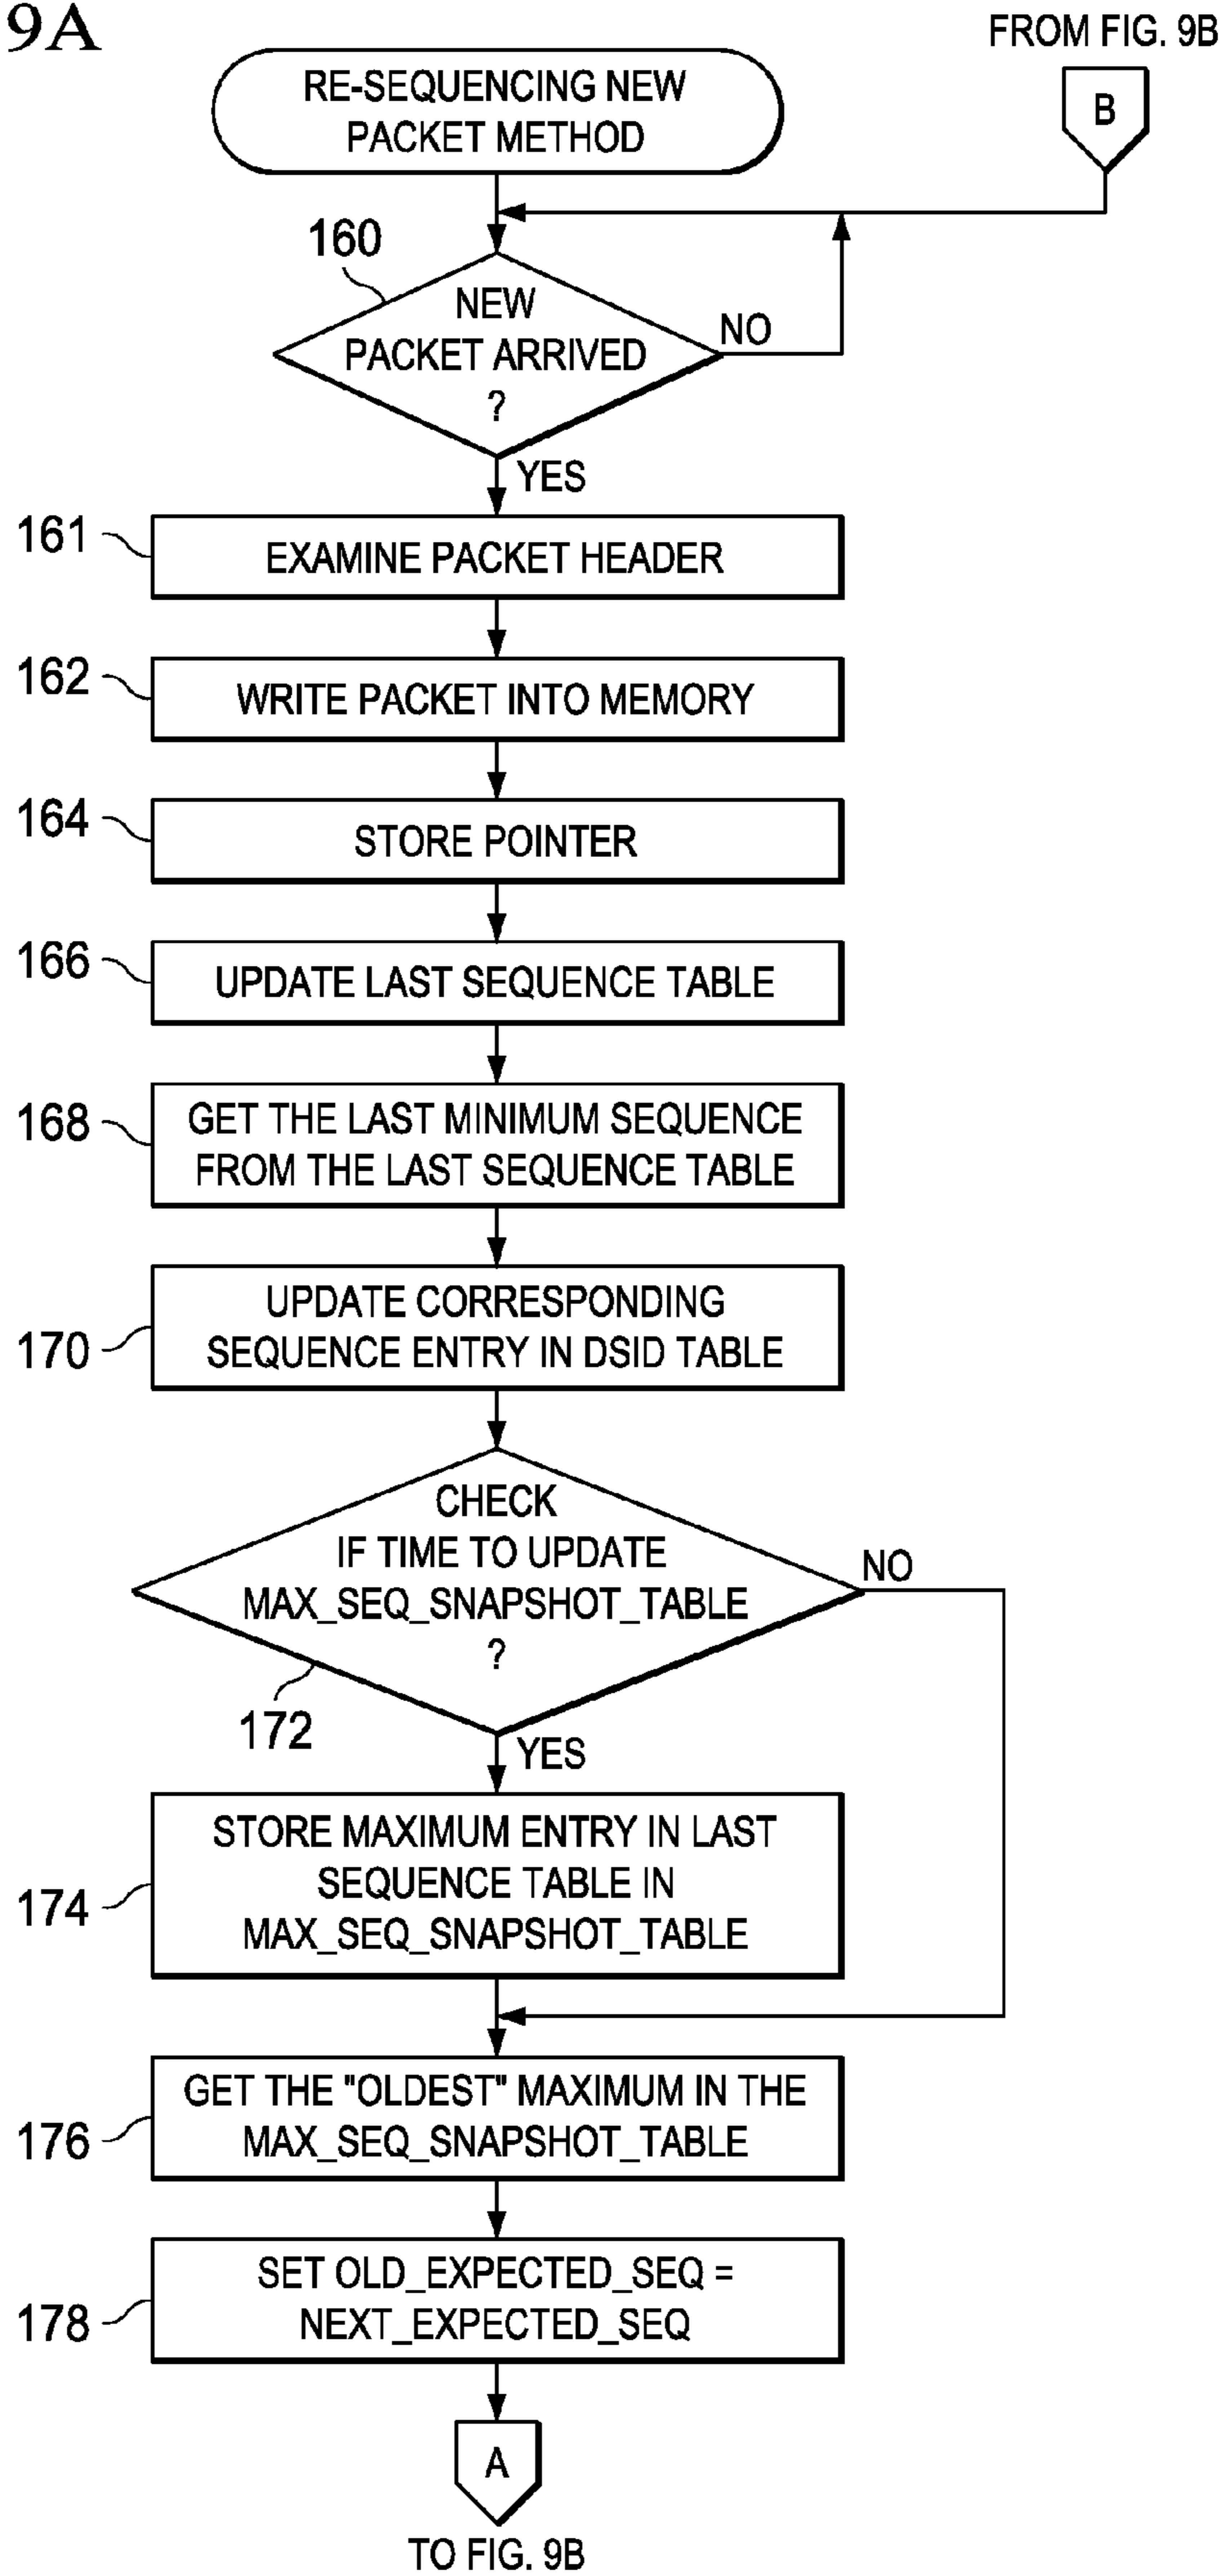 9A
FROM FIG. 9B
B
RE-SEQUENCING NEW
PACKET METHOD
160
NEW
PACKET ARRIVED
?
NO
YES
161
EXAMINE PACKET HEADER
162
WRITE PACKET INTO MEMORY
164
STORE POINTER
166
UPDATE LAST SEQUENCE TABLE
168
GET THE LAST MINIMUM SEQUENCE
FROM THE LAST SEQUENCE TABLE
170
UPDATE CORRESPONDING
SEQUENCE ENTRY IN DSID TABLE
CHECK
IF TIME TO UPDATE
MAX_SEQ_SNAPSHOT_TABLE
?
NO
172
YES
174
STORE MAXIMUM ENTRY IN LAST
SEQUENCE TABLE IN
MAX_SEQ_SNAPSHOT_TABLE
176
GET THE "OLDEST" MAXIMUM IN THE
MAX_SEQ_SNAPSHOT_TABLE
178
SET OLD_EXPECTED_SEQ =
NEXT_EXPECTED_SEQ
A
TO FIG. 9B